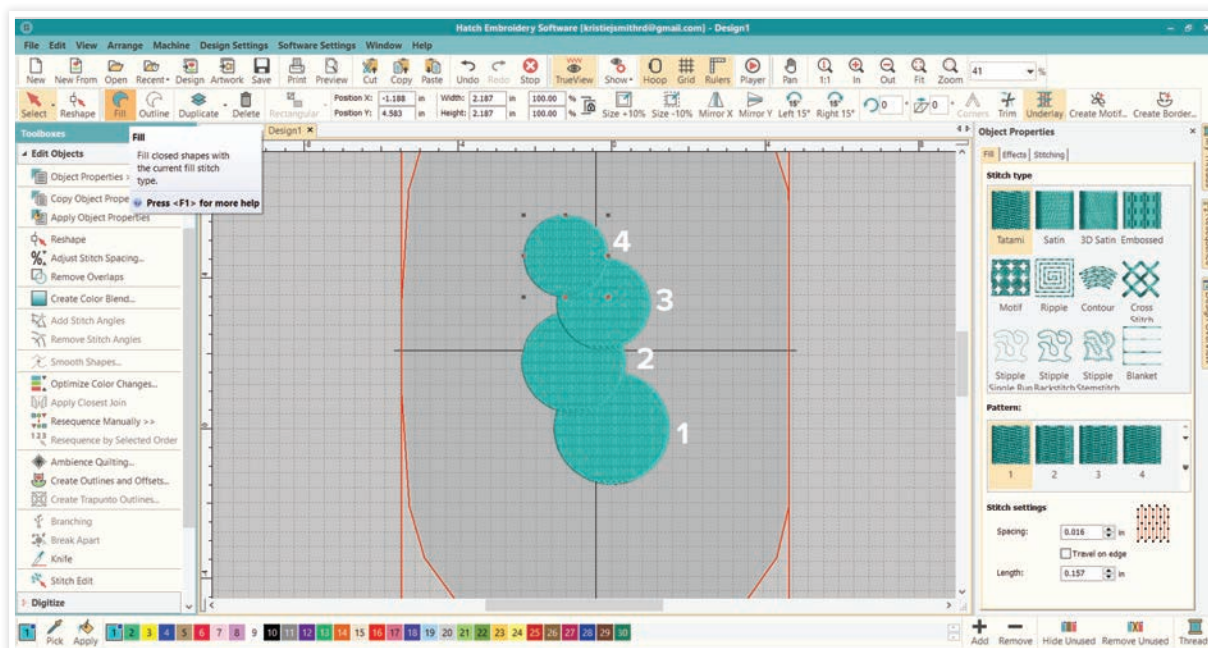 Hatch Embroidery Software [kristiejsmithrd@gmail.com] - Design1
File Edit View Arrange Machine Design Settings Software Settings Window Help
New New From Open Recent Design Artwork Save Print Preview Cut Copy Paste Undo Redo Stop TrueView Show Hoop Grid Rulers Player Pan 1:1 In Out Fit Zoom 41 %
Select Reshape Fill Outline Duplicate Delete Rectangular Position X: -1.188 in Width: 2.187 in 100.00 % Size +10% Size -10% Mirror X Mirror Y Left 15° Right 15° 0 0 Corners Trim Underlay Create Motif... Create Border...
Position Y: 4.583 in Height: 2.187 in 100.00 %
Toolboxes
Edit Objects
Object Properties
Copy Object Prope
Apply Object Properties
Reshape
Adjust Stitch Spacing...
Remove Overlaps
Create Color Blend...
Add Stitch Angles
Remove Stitch Angles
Smooth Shapes...
Optimize Color Changes...
Apply Closest Join
Resequence Manually >>
Resequence by Selected Order
Ambience Quilting...
Create Outlines and Offsets...
Create Trapunto Outlines...
Branching
Break Apart
Knife
Stitch Edit
Digitize
Fill
Fill closed shapes with
the current fill stitch
type.
Press <F1> for more help
Design1
4
3
2
1
Object Properties
Fill Effects Stitching
Stitch type
Tatami Satin 3D Satin Embossed
Motif Ripple Contour Cross
Stitch
Stipple Stipple Stipple Blanket
Single Run Backstitch Stemstitch
Pattern:
1 2 3 4
Stitch settings
Spacing: 0.016 in
Travel on edge
Length: 0.157 in
1 Pick Apply 1 2 3 4 5 6 7 8 9 10 11 12 13 14 15 16 17 18 19 20 21 22 23 24 25 26 27 28 29 30
Add Remove Hide Unused Remove Unused Thread